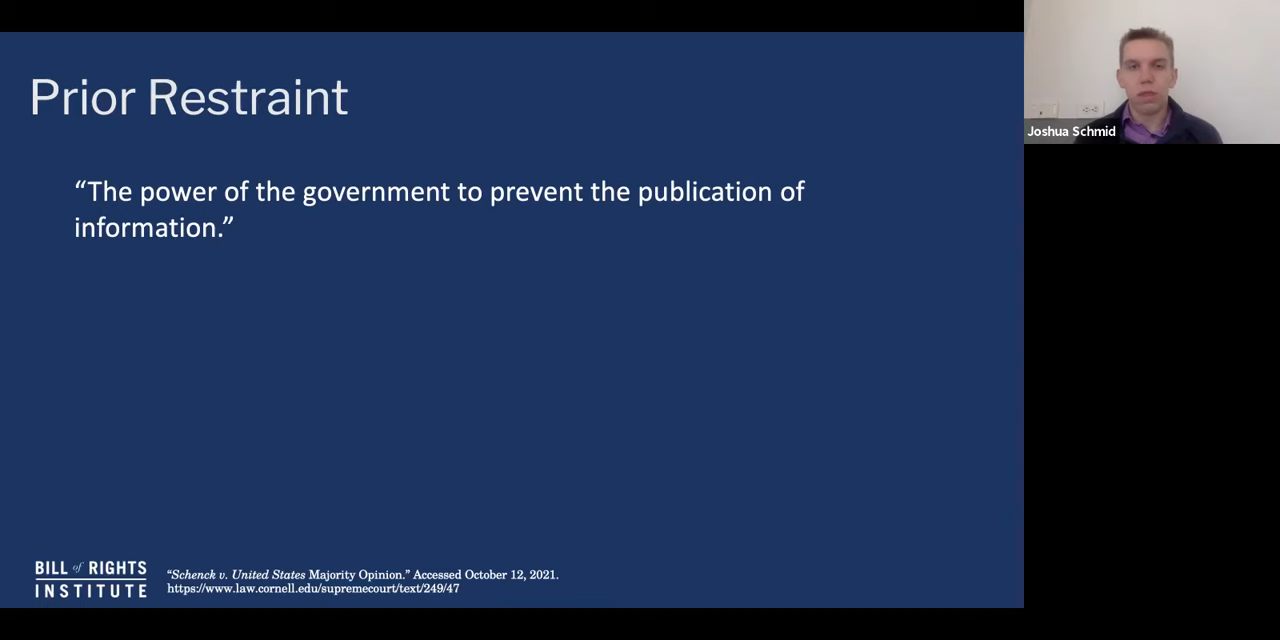 Prior Restraint
“The power of the government to prevent the publication of
information.”
BILL of RIGHTS
INSTITUTE
“Schenck v. United States Majority Opinion.” Accessed October 12, 2021.
https://www.law.cornell.edu/supremecourt/text/249/47
Joshua Schmid